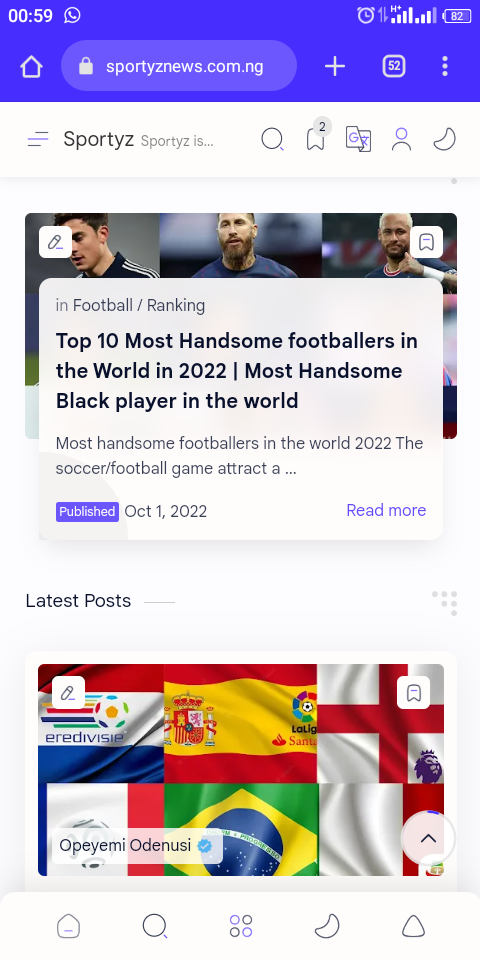 00:59
H+
82
sportyznews.com.ng
52
Sportyz Sportyz is...
2
in Football / Ranking
Top 10 Most Handsome footballers in
the World in 2022 | Most Handsome
Black player in the world
Most handsome footballers in the world 2022 The
soccer/football game attract a ...
Published Oct 1, 2022
Read more
Latest Posts
eredivisie
LaLiga
Opeyemi Odenusi